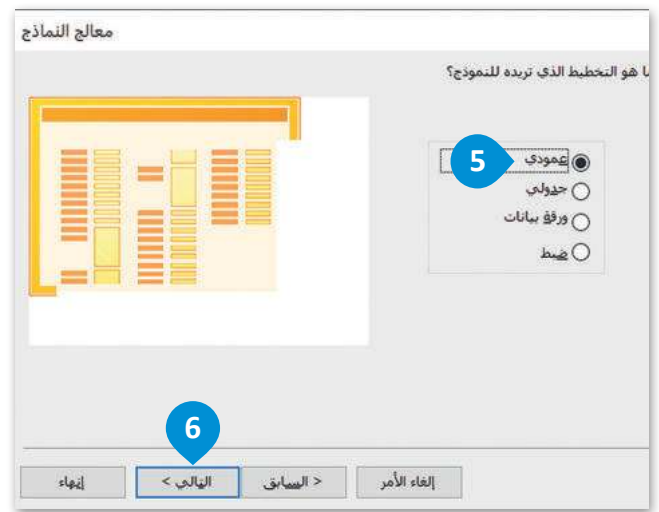 معالج النماذج
ما هو التخطيط الذي تريده للنموذج؟
5
عمودي
جدولي
ورقة بيانات
ضبط
6
إلغاء الأمر
< السابق
التالي >
إنهاء